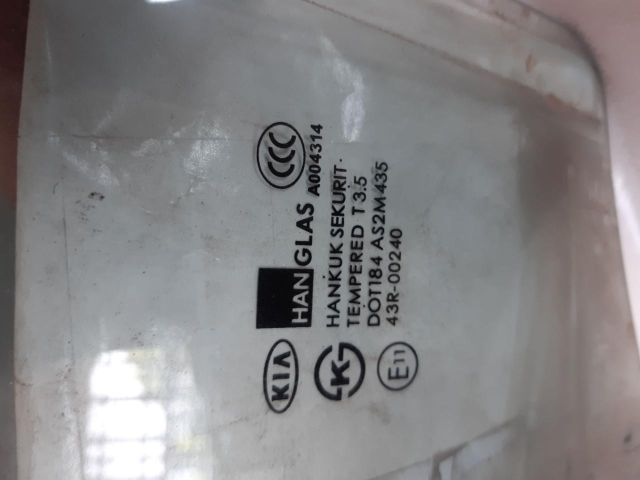 KIA HANGLAS CCC
A004314
HANKUK SEKURIT
TEMPERED T 3.5
DOT184 AS2M435
E11 43R-00240